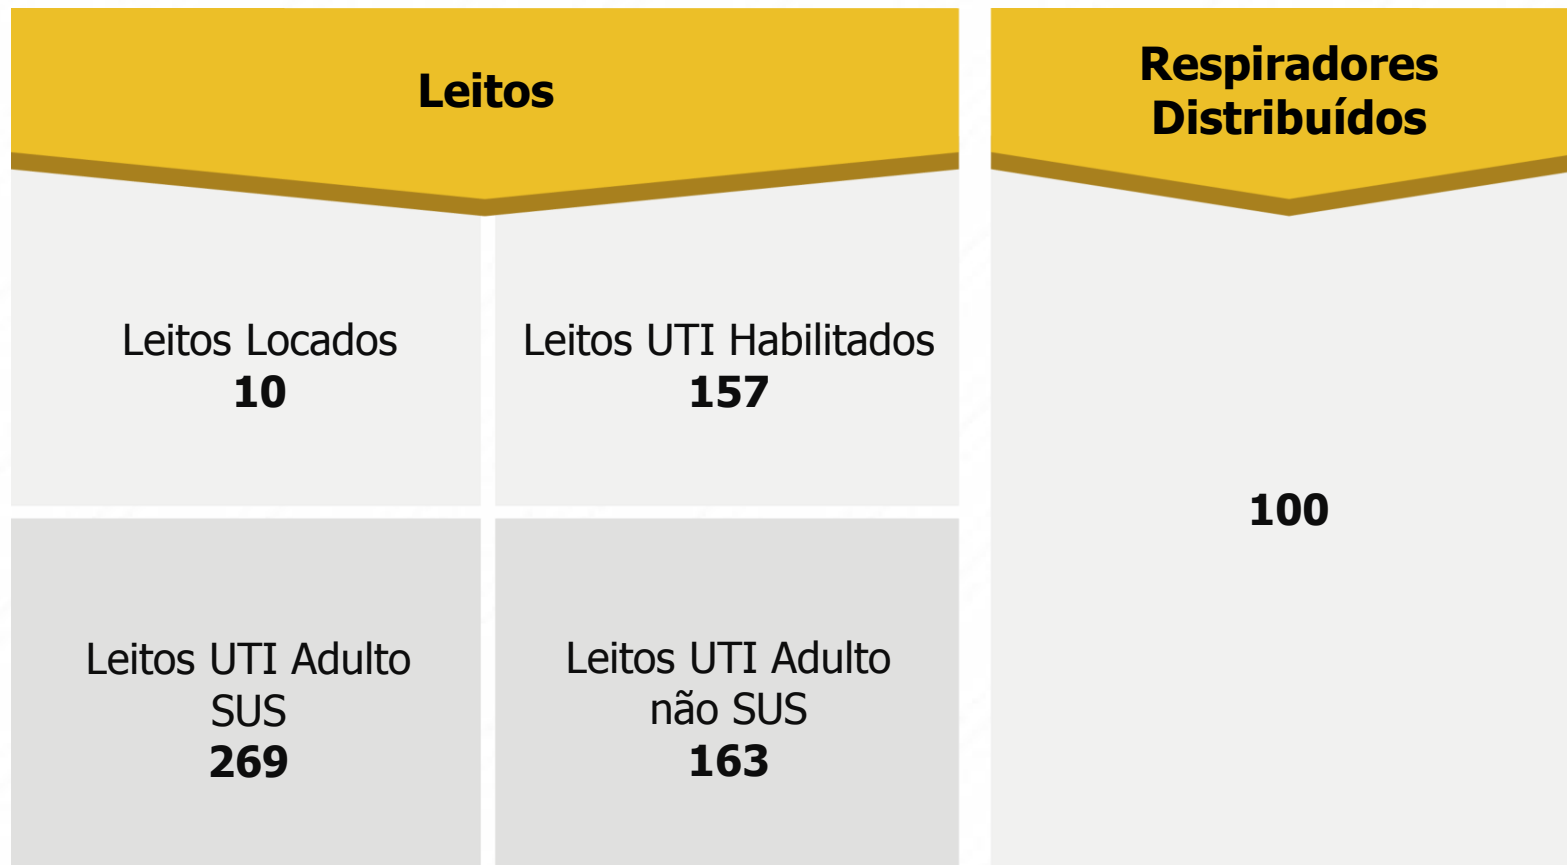 Leitos
Respiradores
Distribuídos
Leitos Locados
10
Leitos UTI Habilitados
157
Leitos UTI Adulto
SUS
269
Leitos UTI Adulto
não SUS
163
100